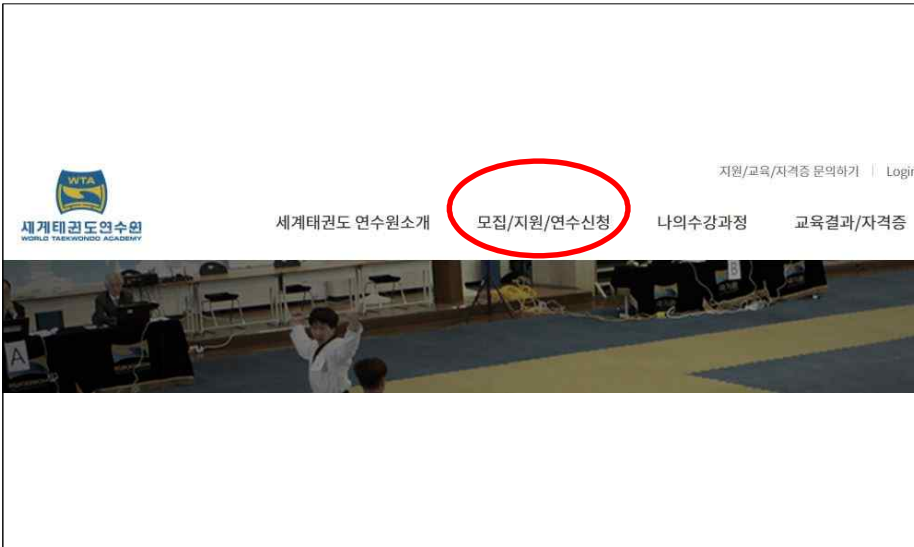 지원/교육/자격증 문의하기 Login
WTA
세계태권도연수원
WORLD TAEKWONDO ACADEMY
세계태권도 연수원소개 모집/지원/연수신청 나의수강과정 교육결과/자격증
A
B